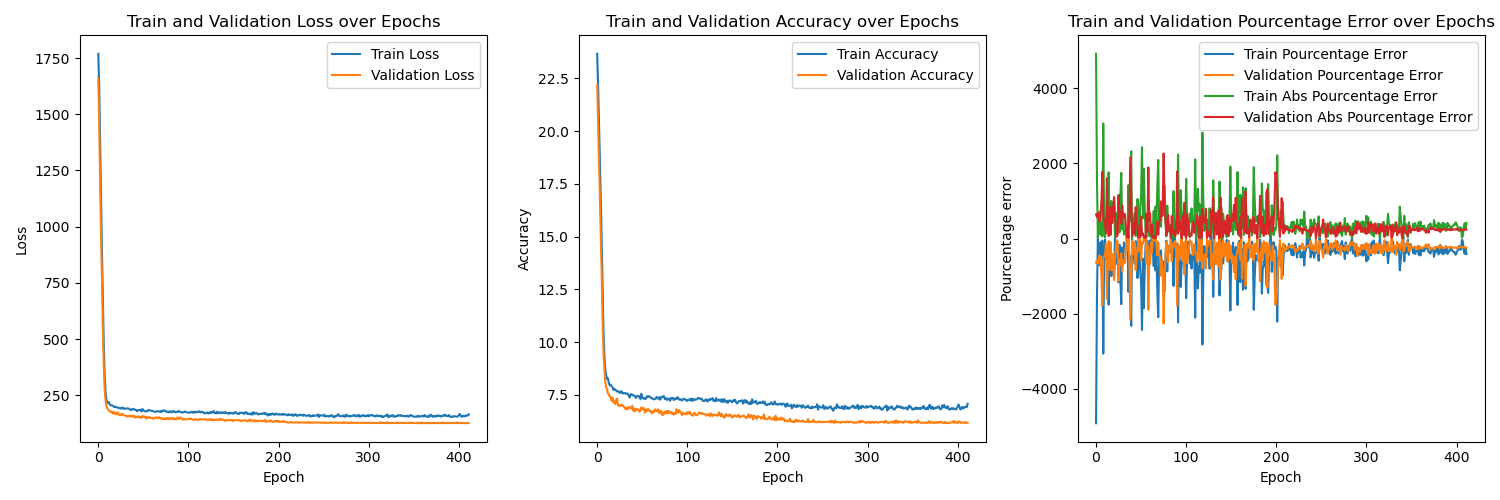 Train and Validation Loss over Epochs
Train Loss
Validation Loss
1750
1500
1250
1000
750
500
250
Loss
0
100
200
300
400
Epoch
Train and Validation Accuracy over Epochs
Train Accuracy
Validation Accuracy
22.5
20.0
17.5
15.0
12.5
10.0
7.5
Accuracy
0
100
200
300
400
Epoch
Train and Validation Pourcentage Error over Epochs
Train Pourcentage Error
Validation Pourcentage Error
Train Abs Pourcentage Error
Validation Abs Pourcentage Error
4000
2000
0
−2000
−4000
Pourcentage error
0
100
200
300
400
Epoch